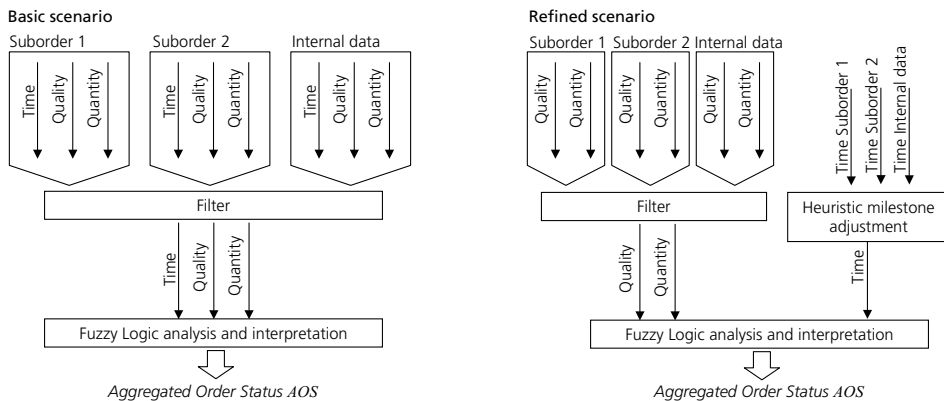 Basic scenario
Suborder 1
Suborder 2
Internal data
Time
Quality
Quantity
Time
Quality
Quantity
Time
Quality
Quantity
Filter
Time
Quality
Quantity
Fuzzy Logic analysis and interpretation
Aggregated Order Status AOS
Refined scenario
Suborder 1
Suborder 2
Internal data
Quality
Quantity
Quality
Quantity
Quality
Quantity
Time Suborder 1
Time Suborder 2
Time Internal data
Filter
Heuristic milestone
adjustment
Quality
Quantity
Time
Fuzzy Logic analysis and interpretation
Aggregated Order Status AOS